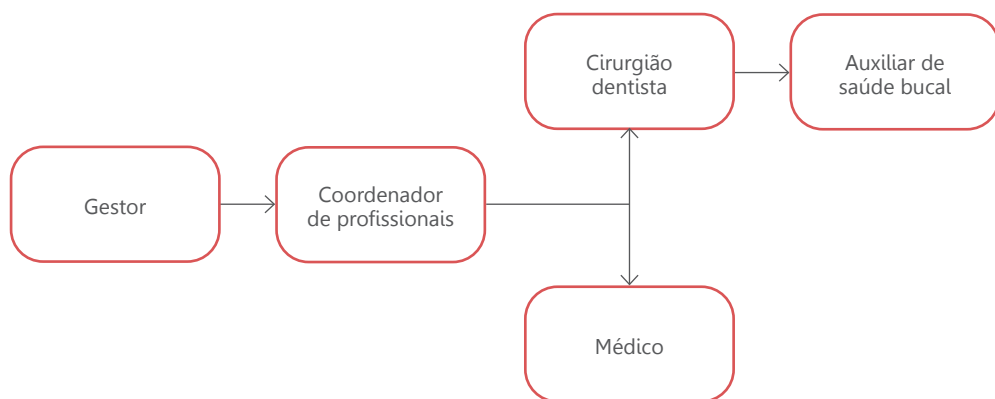 Gestor
Coordenador
de profissionais
Cirurgião
dentista
Auxiliar de
saúde bucal
Médico